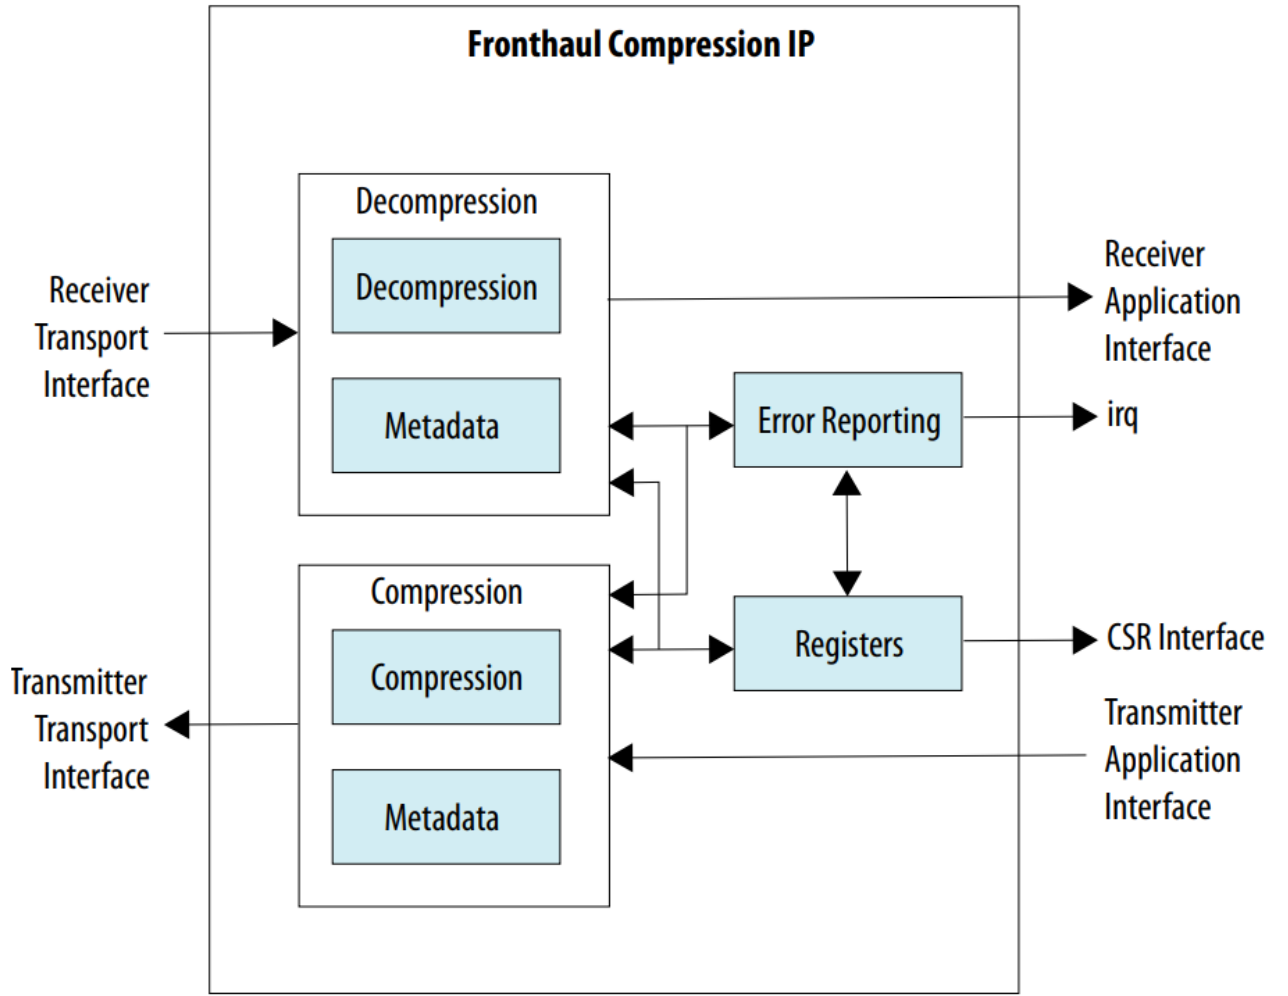 Fronthaul Compression IP
Decompression
Decompression
Metadata
Receiver
Transport
Interface
Receiver
Application
Interface
Error Reporting
irq
Compression
Compression
Metadata
Registers
CSR Interface
Transmitter
Transport
Interface
Transmitter
Application
Interface